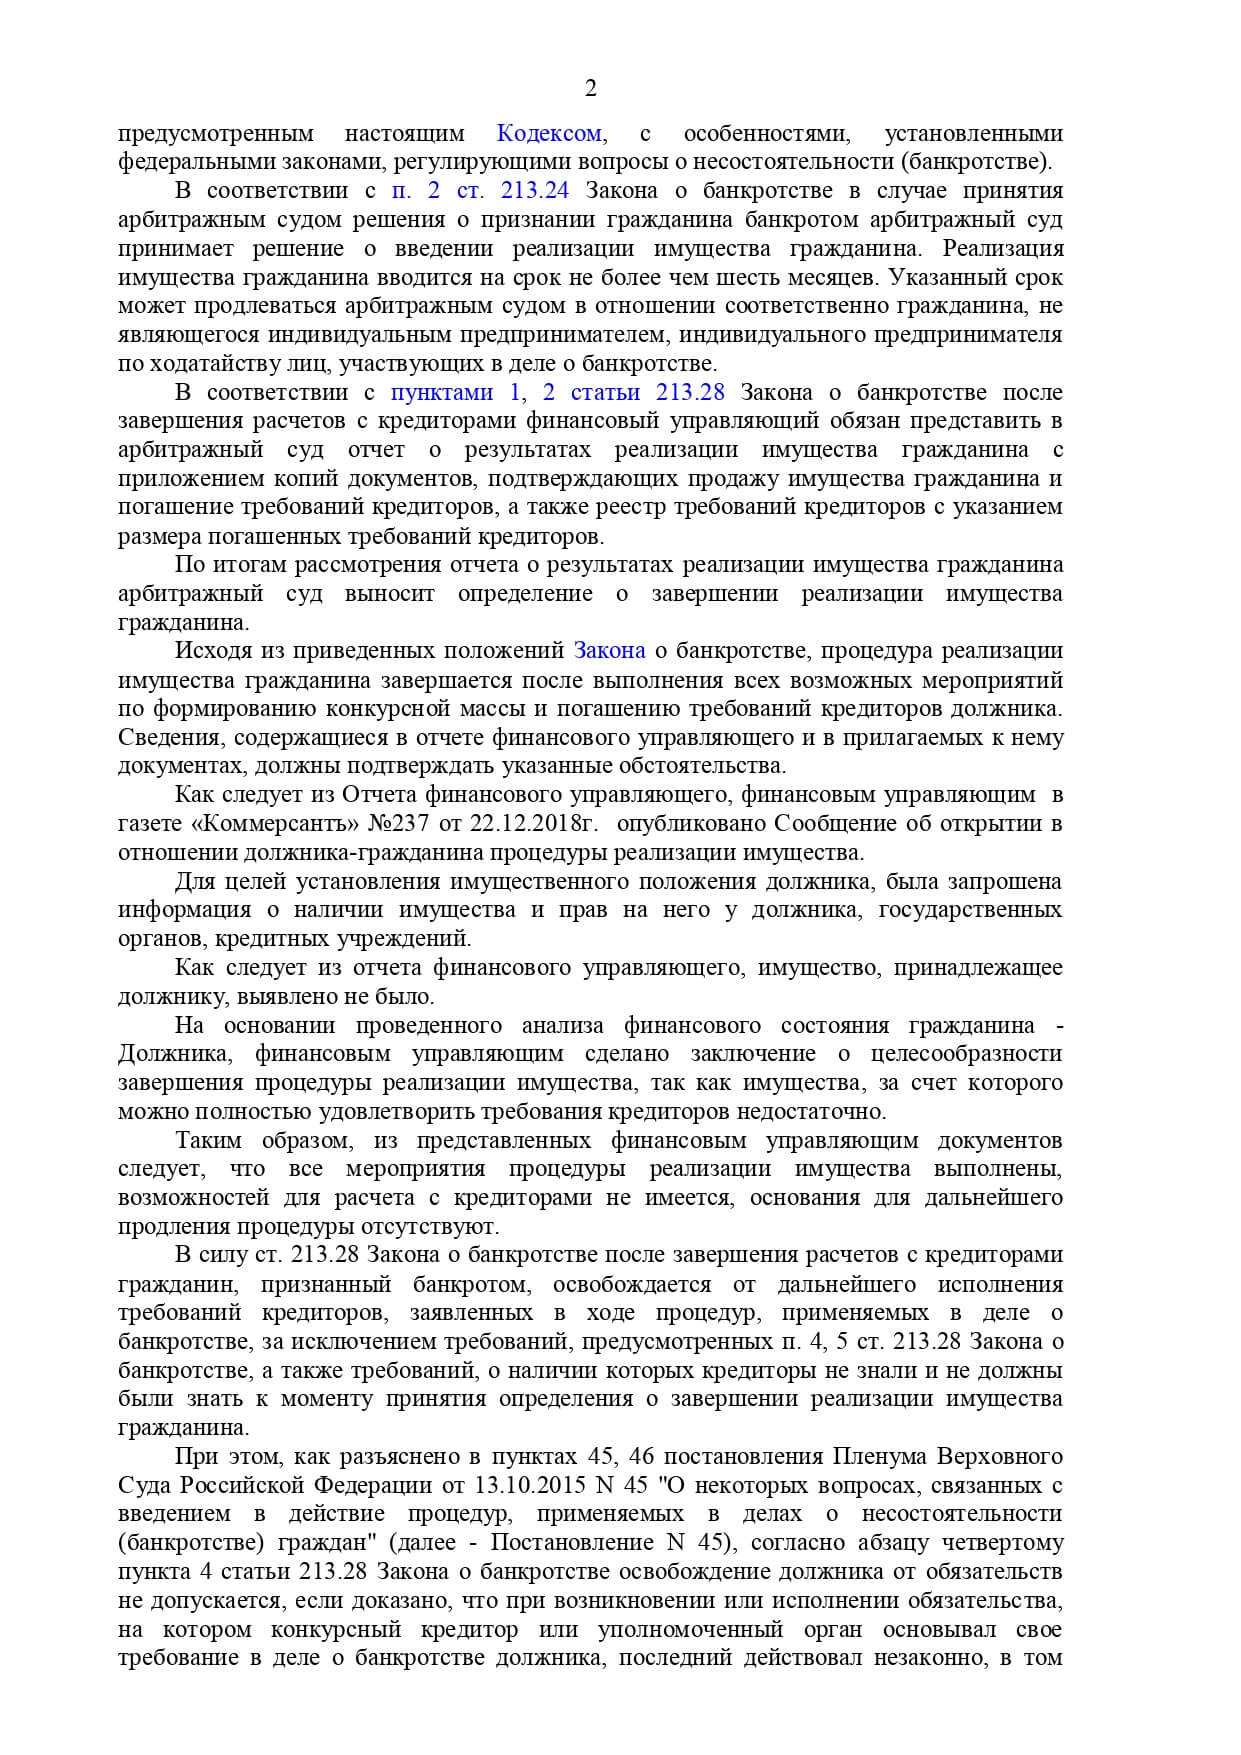 2
предусмотренным настоящим Кодексом, с особенностями, установленными
федеральными законами, регулирующими вопросы о несостоятельности (банкротстве).
В соответствии с п. 2 ст. 213.24 Закона о банкротстве в случае принятия
арбитражным судом решения о признании гражданина банкротом арбитражный суд
принимает решение о введении реализации имущества гражданина. Реализация
имущества гражданина вводится на срок не более чем шесть месяцев. Указанный срок
может продлеваться арбитражным судом в отношении соответственно гражданина, не
являющегося индивидуальным предпринимателем, индивидуального предпринимателя
по ходатайству лиц, участвующих в деле о банкротстве.
В соответствии с пунктами 1, 2 статьи 213.28 Закона о банкротстве после
завершения расчетов с кредиторами финансовый управляющий обязан представить в
арбитражный суд отчет о результатах реализации имущества гражданина с
приложением копий документов, подтверждающих продажу имущества гражданина и
погашение требований кредиторов, а также реестр требований кредиторов с указанием
размера погашенных требований кредиторов.
По итогам рассмотрения отчета о результатах реализации имущества гражданина
арбитражный суд выносит определение о завершении реализации имущества
гражданина.
Исходя из приведенных положений Закона о банкротстве, процедура реализации
имущества гражданина завершается после выполнения всех возможных мероприятий
по формированию конкурсной массы и погашению требований кредиторов должника.
Сведения, содержащиеся в отчете финансового управляющего и в прилагаемых к нему
документах, должны подтверждать указанные обстоятельства.
Как следует из Отчета финансового управляющего, финансовым управляющим в
газете «Коммерсантъ» №237 от 22.12.2018г. опубликовано Сообщение об открытии в
отношении должника-гражданина процедуры реализации имущества.
Для целей установления имущественного положения должника, была запрошена
информация о наличии имущества и прав на него у должника, государственных
органов, кредитных учреждений.
Как следует из отчета финансового управляющего, имущество, принадлежащее
должнику, выявлено не было.
На основании проведенного анализа финансового состояния гражданина -
Должника, финансовым управляющим сделано заключение о целесообразности
завершения процедуры реализации имущества, так как имущества, за счет которого
можно полностью удовлетворить требования кредиторов недостаточно.
Таким образом, из представленных финансовым управляющим документов
следует, что все мероприятия процедуры реализации имущества выполнены,
возможностей для расчета с кредиторами не имеется, основания для дальнейшего
продления процедуры отсутствуют.
В силу ст. 213.28 Закона о банкротстве после завершения расчетов с кредиторами
гражданин, признанный банкротом, освобождается от дальнейшего исполнения
требований кредиторов, заявленных в ходе процедур, применяемых в деле о
банкротстве, за исключением требований, предусмотренных п. 4, 5 ст. 213.28 Закона о
банкротстве, а также требований, о наличии которых кредиторы не знали и не должны
были знать к моменту принятия определения о завершении реализации имущества
гражданина.
При этом, как разъяснено в пунктах 45, 46 постановления Пленума Верховного
Суда Российской Федерации от 13.10.2015 N 45 "О некоторых вопросах, связанных с
введением в действие процедур, применяемых в делах о несостоятельности
(банкротстве) граждан" (далее - Постановление N 45), согласно абзацу четвертому
пункта 4 статьи 213.28 Закона о банкротстве освобождение должника от обязательств
не допускается, если доказано, что при возникновении или исполнении обязательства,
на котором конкурсный кредитор или уполномоченный орган основывал свое
требование в деле о банкротстве должника, последний действовал незаконно, в том